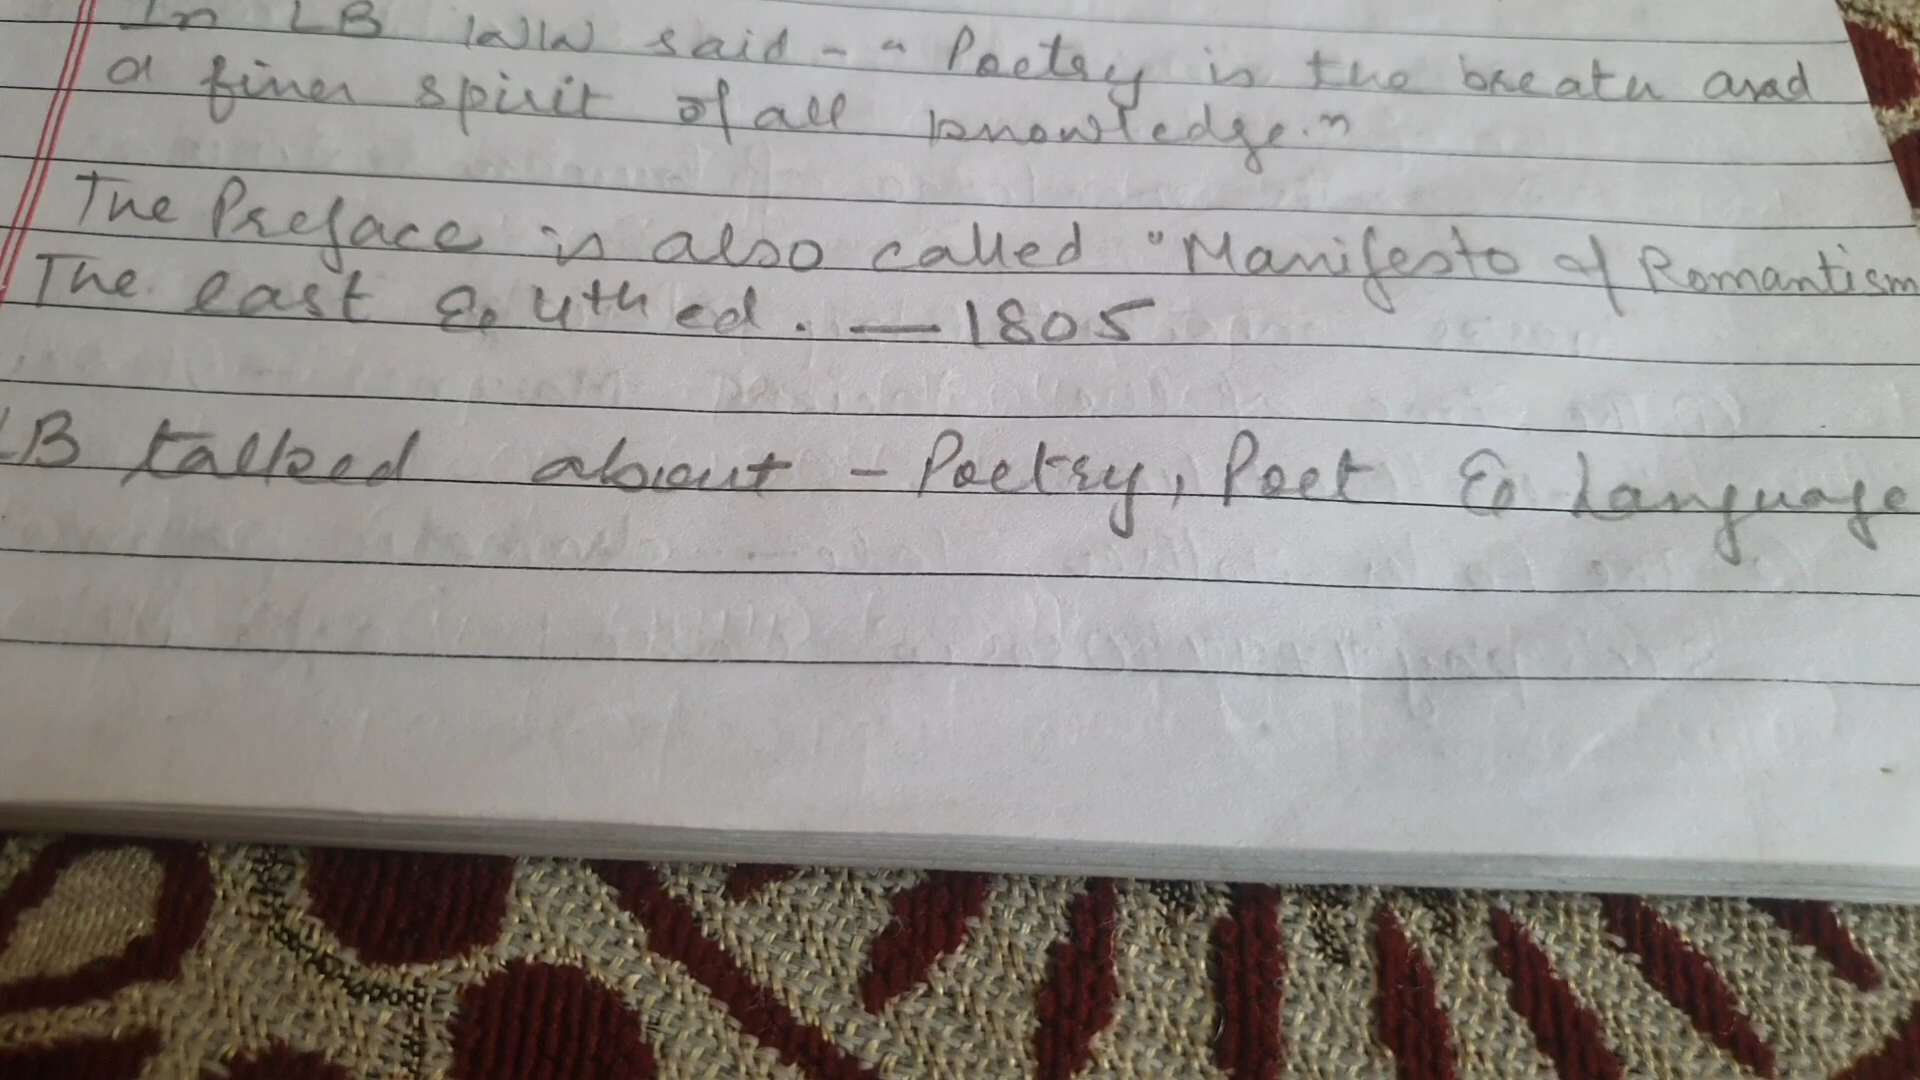 In LB WW said - " Poetry is the breath and
a finer spirit of all knowledge."
The Preface is also called "Manifesto of Romantism
The last & 4th ed. — 1805
LB talked about - Poetry, Poet & Language